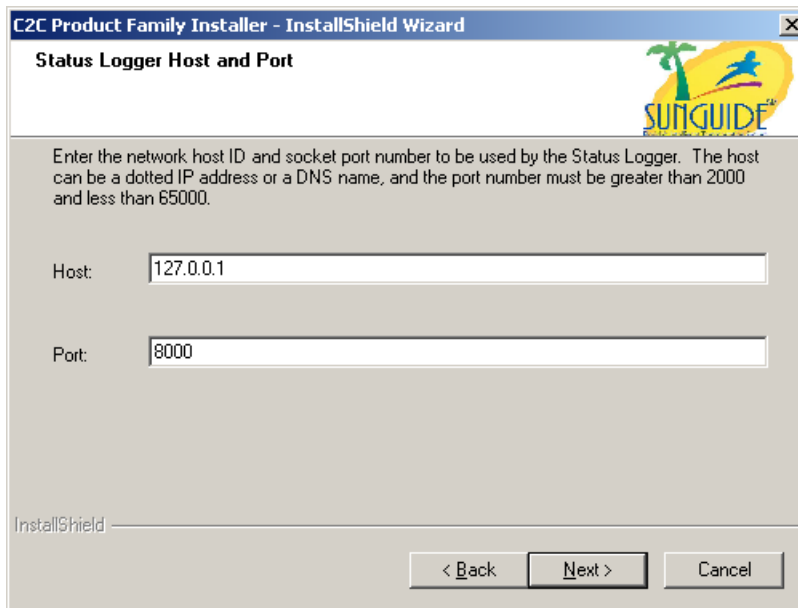 C2C Product Family Installer - InstallShield Wizard
Status Logger Host and Port
SUNGUIDE
Enter the network host ID and socket port number to be used by the Status Logger. The host
can be a dotted IP address or a DNS name, and the port number must be greater than 2000
and less than 65000.
Host:
127.0.0.1
Port:
8000
InstallShield
< Back
Next >
Cancel